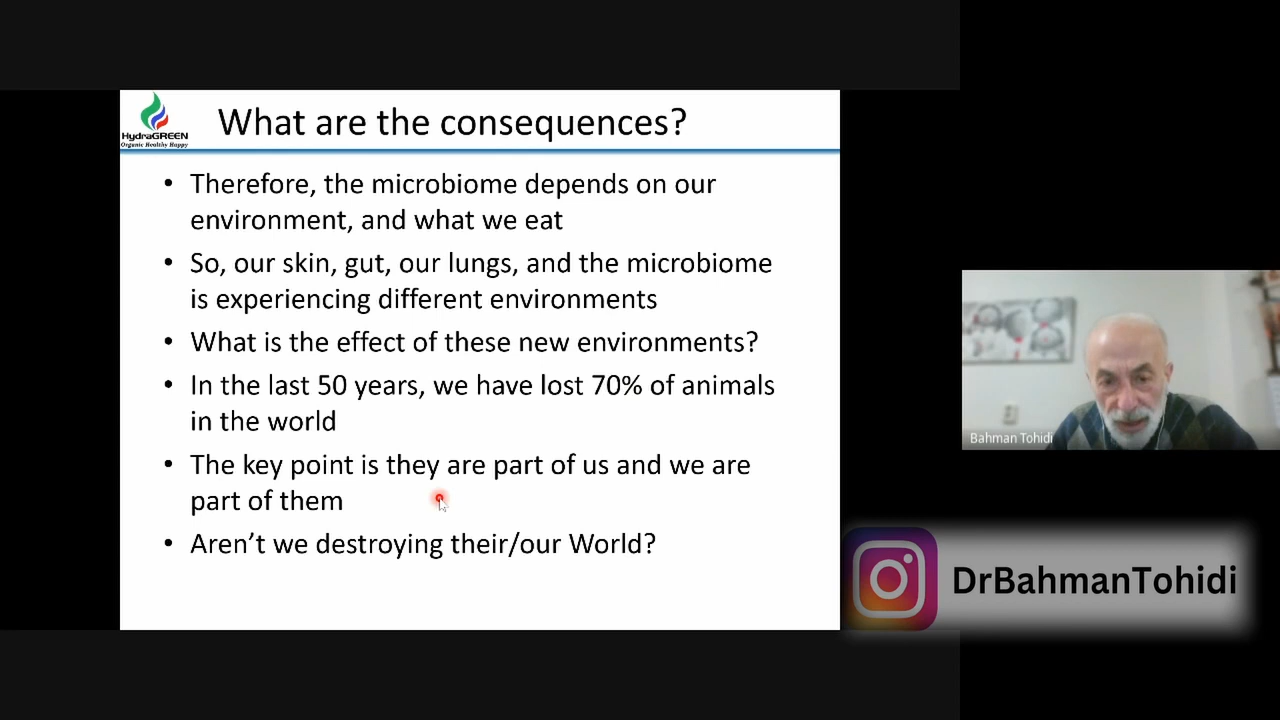 HydraGREEN
Organic Healthy Happy
What are the consequences?
• Therefore, the microbiome depends on our
environment, and what we eat
• So, our skin, gut, our lungs, and the microbiome
is experiencing different environments
• What is the effect of these new environments?
• In the last 50 years, we have lost 70% of animals
in the world
• The key point is they are part of us and we are
part of them
• Aren’t we destroying their/our World?
Bahman Tohidi
DrBahmanTohidi